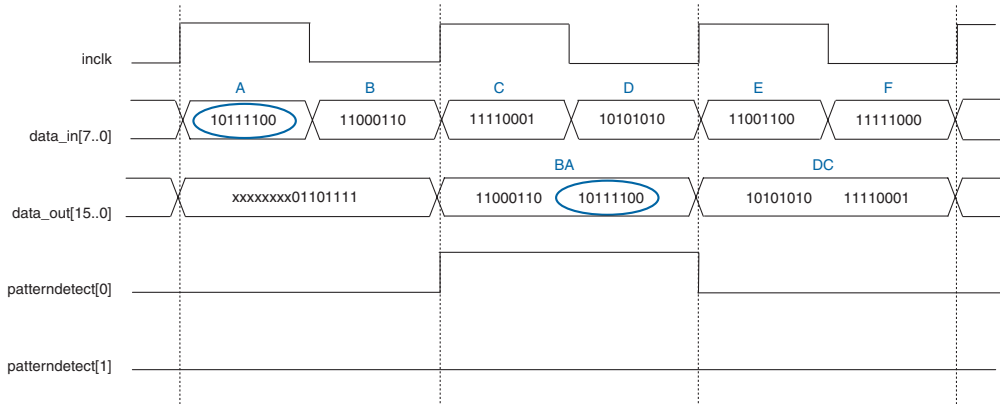 inclk
A B C D E F
data_in[7..0] 10111100 11000110 11110001 10101010 11001100 11111000
BA DC
data_out[15..0] xxxxxxxx01101111 11000110 10111100 10101010 11110001
patterndetect[0]
patterndetect[1]